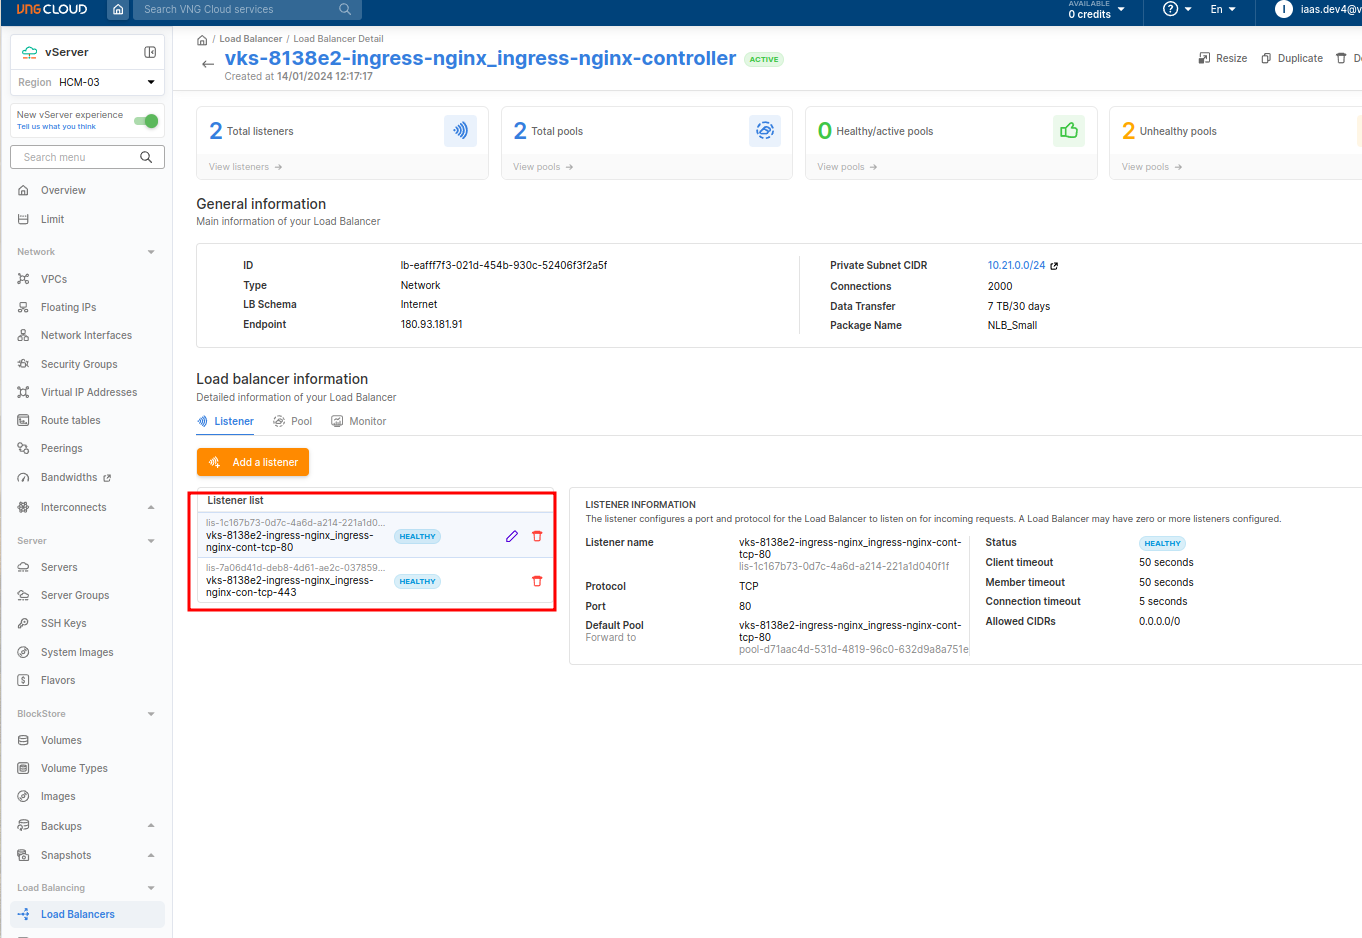 VNG CLOUD
Search VNG Cloud services
AVAILABLE
0 credits
En
I
iaas.dev4@v
vServer
Region HCM-03
New vServer experience
Tell us what you think
Search menu
Overview
Limit
Network
VPCs
Floating IPs
Network Interfaces
Security Groups
Virtual IP Addresses
Route tables
Peerings
Bandwidths
Interconnects
Server
Servers
Server Groups
SSH Keys
System Images
Flavors
BlockStore
Volumes
Volume Types
Images
Backups
Snapshots
Load Balancing
Load Balancers
/ Load Balancer / Load Balancer Detail
vks-8138e2-ingress-nginx_ingress-nginx-controller ACTIVE
Created at 14/01/2024 12:17:17
Resize
Duplicate
De
2 Total listeners
View listeners
2 Total pools
View pools
0 Healthy/active pools
View pools
2 Unhealthy pools
View pools
General information
Main information of your Load Balancer
ID lb-eafff7f3-021d-454b-930c-52406f3f2a5f
Type Network
LB Schema Internet
Endpoint 180.93.181.91
Private Subnet CIDR 10.21.0.0/24
Connections 2000
Data Transfer 7 TB/30 days
Package Name NLB_Small
Load balancer information
Detailed information of your Load Balancer
Listener Pool Monitor
Add a listener
Listener list
lis-1c167b73-0d7c-4a6d-a214-221a1d0...
vks-8138e2-ingress-nginx_ingress-
nginx-cont-tcp-80
HEALTHY
lis-7a06d41d-deb8-4d61-ae2c-037859...
vks-8138e2-ingress-nginx_ingress-
nginx-con-tcp-443
HEALTHY
LISTENER INFORMATION
The listener configures a port and protocol for the Load Balancer to listen on for incoming requests. A Load Balancer may have zero or more listeners configured.
Listener name vks-8138e2-ingress-nginx_ingress-nginx-cont-
tcp-80
lis-1c167b73-0d7c-4a6d-a214-221a1d040f1f
Protocol TCP
Port 80
Default Pool vks-8138e2-ingress-nginx_ingress-nginx-cont-
Forward to tcp-80
pool-d71aac4d-531d-4819-96c0-632d9a8a751e
Status HEALTHY
Client timeout 50 seconds
Member timeout 50 seconds
Connection timeout 5 seconds
Allowed CIDRs 0.0.0.0/0